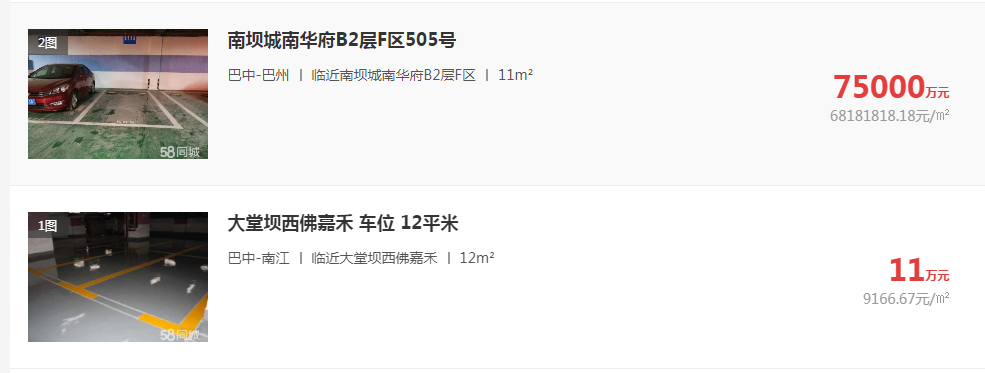 2图
南坝城南华府B2层F区505号
巴中-巴州 | 临近南坝城南华府B2层F区 | 11m²
75000万元
68181818.18元/㎡
58同城
1图
大堂坝西佛嘉禾 车位 12平米
巴中-南江 | 临近大堂坝西佛嘉禾 | 12m²
11万元
9166.67元/㎡
58同城